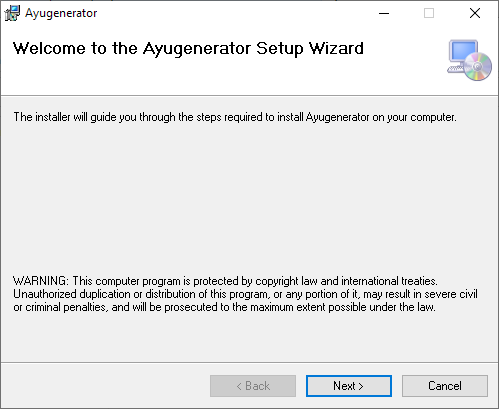 Ayugenerator
Welcome to the Ayugenerator Setup Wizard
The installer will guide you through the steps required to install Ayugenerator on your computer.
WARNING: This computer program is protected by copyright law and international treaties.
Unauthorized duplication or distribution of this program, or any portion of it, may result in severe civil
or criminal penalties, and will be prosecuted to the maximum extent possible under the law.
< Back
Next >
Cancel